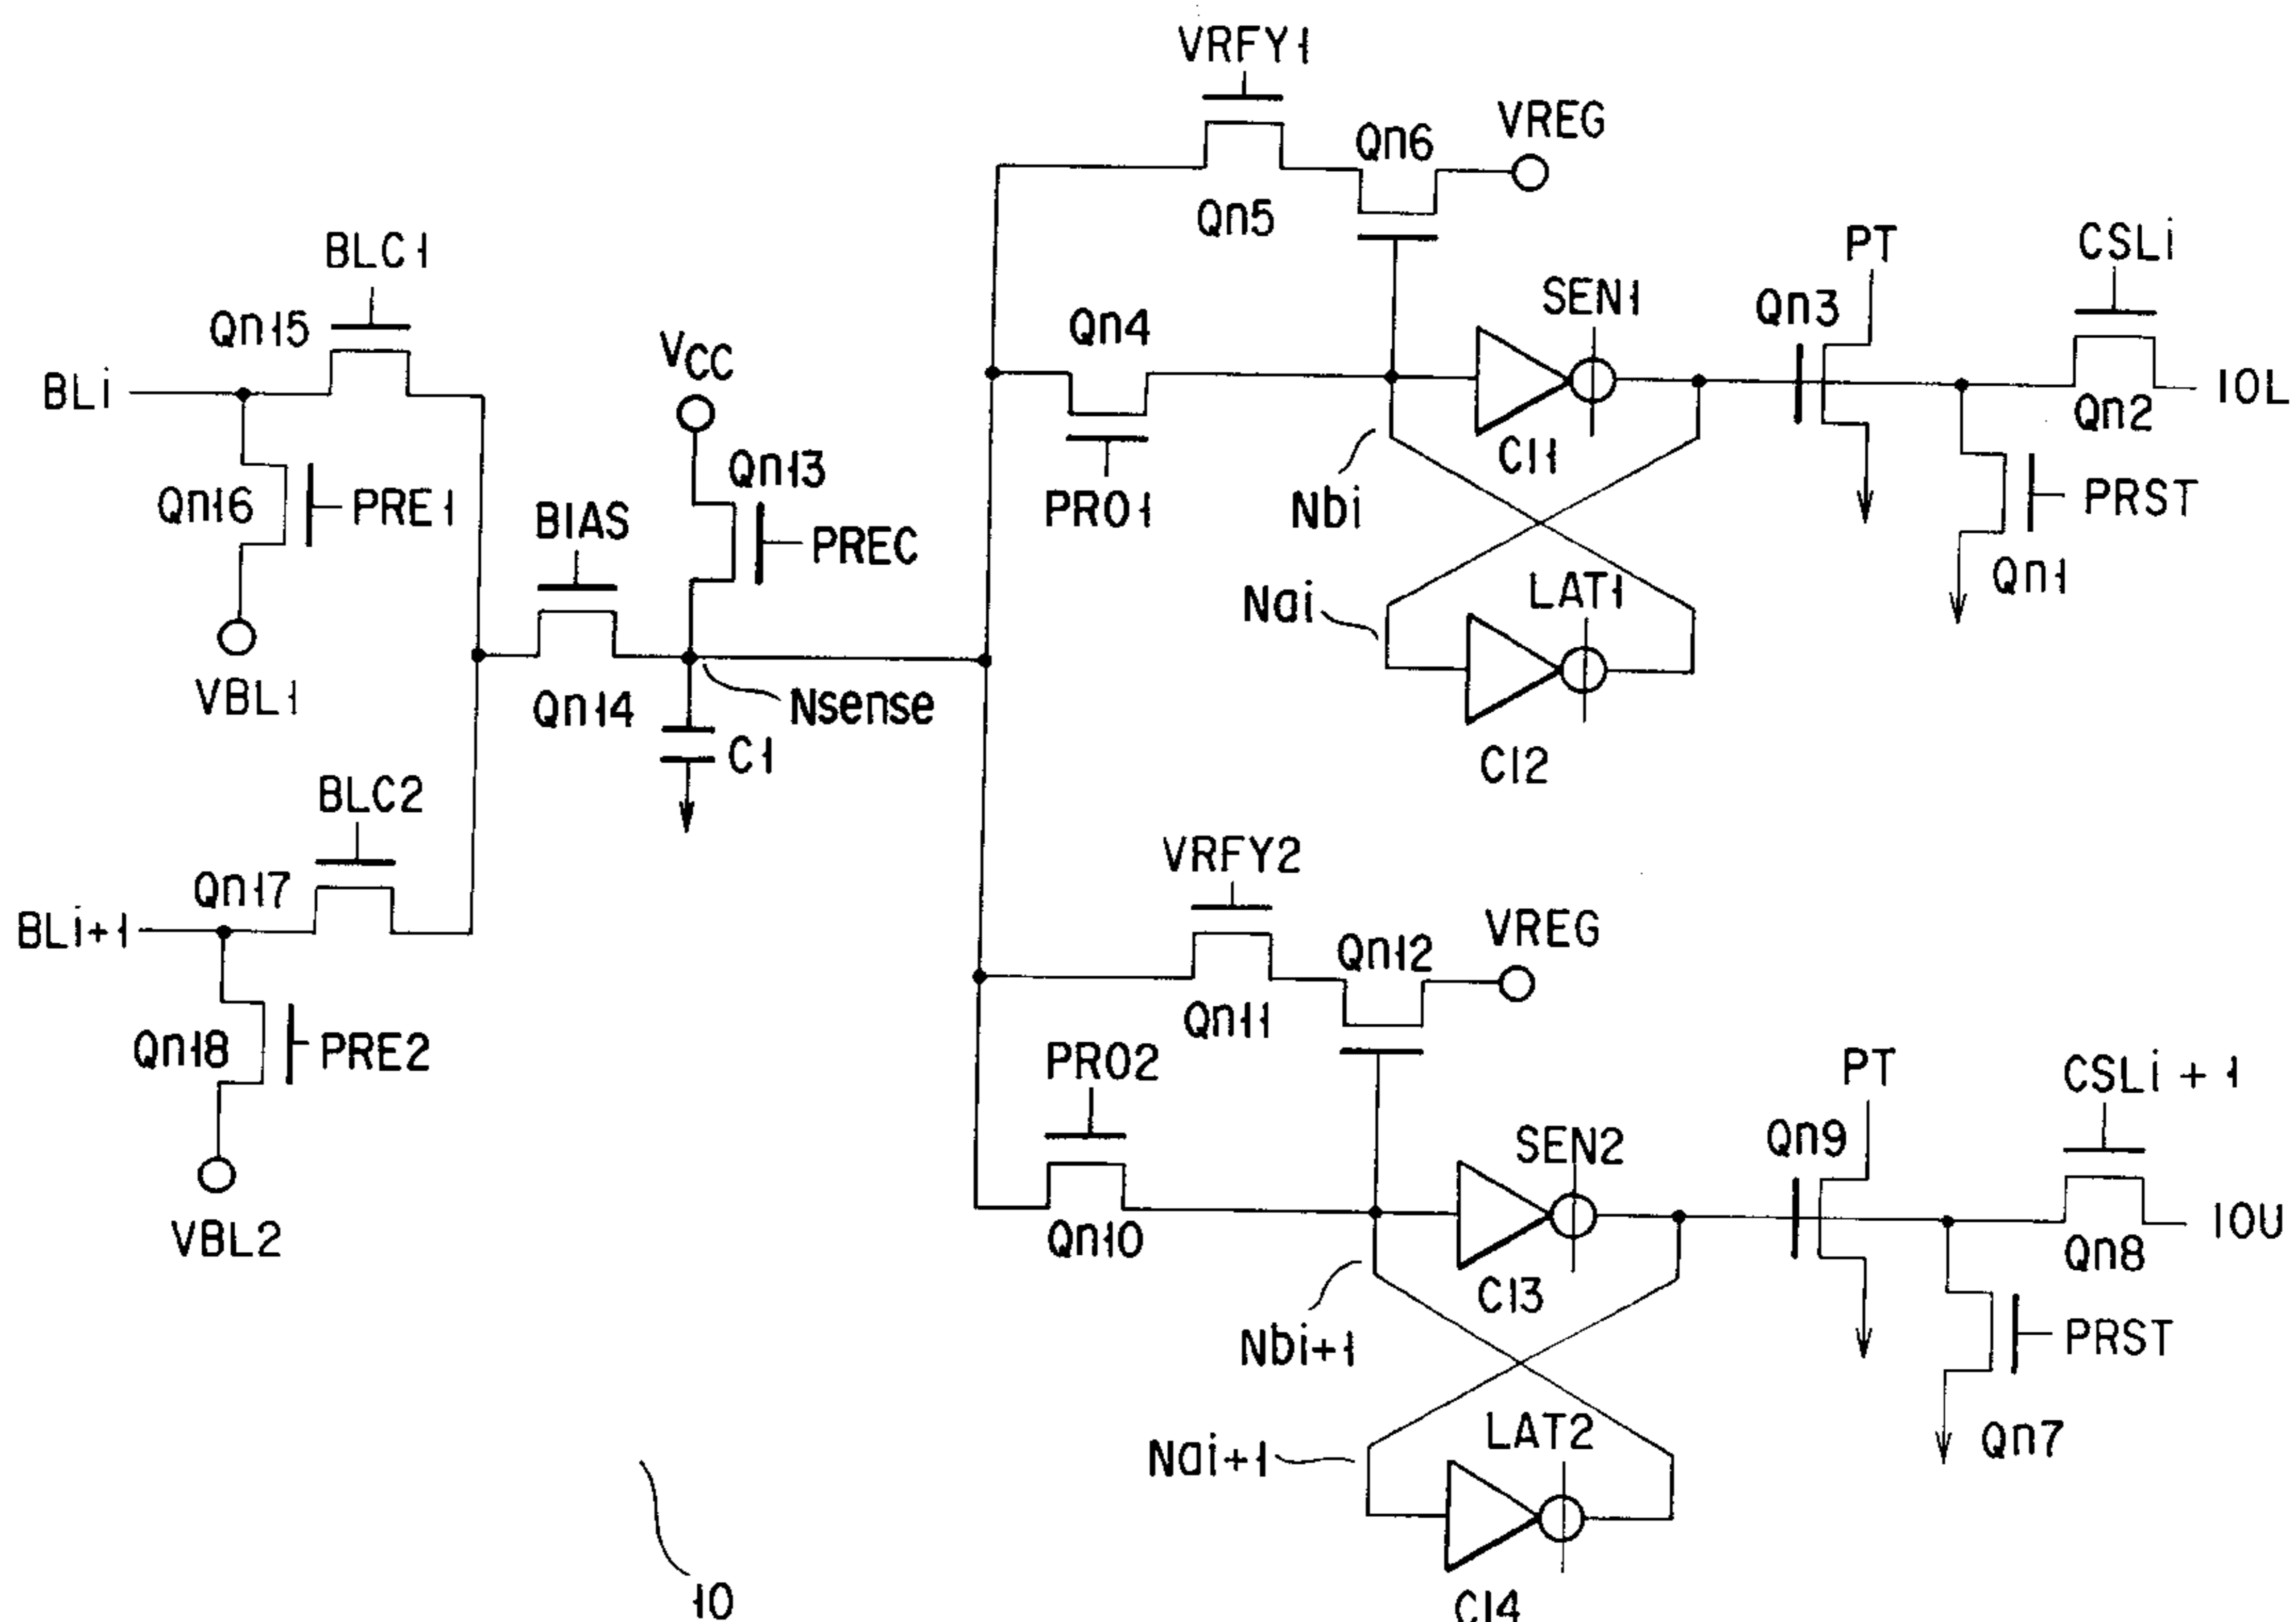 VRFY1
VREG
Qn6
Qn5
BLC1
Qn15
BLi
Qn16
PRE1
VBL1
VCC
Qn13
PREC
BIAS
Qn14
Nsense
C1
Qn4
PRO1
SEN1
CI1
Nbi
Nai
LAT1
CI2
Qn3
PT
CSLi
Qn2
IOL
PRST
Qn1
BLC2
Qn17
BLi+1
Qn18
PRE2
VBL2
VRFY2
VREG
Qn12
Qn11
PRO2
Qn10
SEN2
CI3
Nbi+1
Nai+1
LAT2
CI4
Qn9
PT
CSLi + 1
Qn8
IOU
PRST
Qn7
10